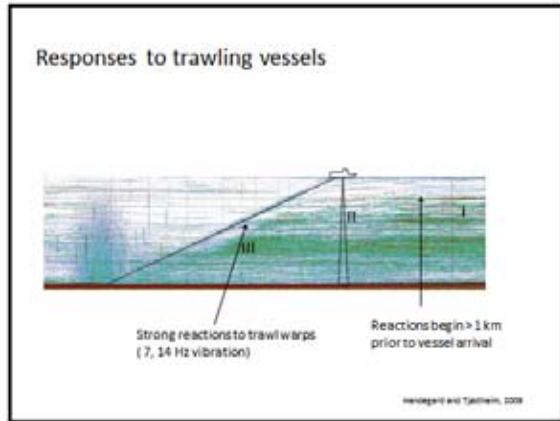 Responses to trawling vessels
I
II
III
Strong reactions to trawl warps
( 7, 14 Hz vibration)
Reactions begin > 1 km
prior to vessel arrival
Handegard and Tjøstheim, 2009